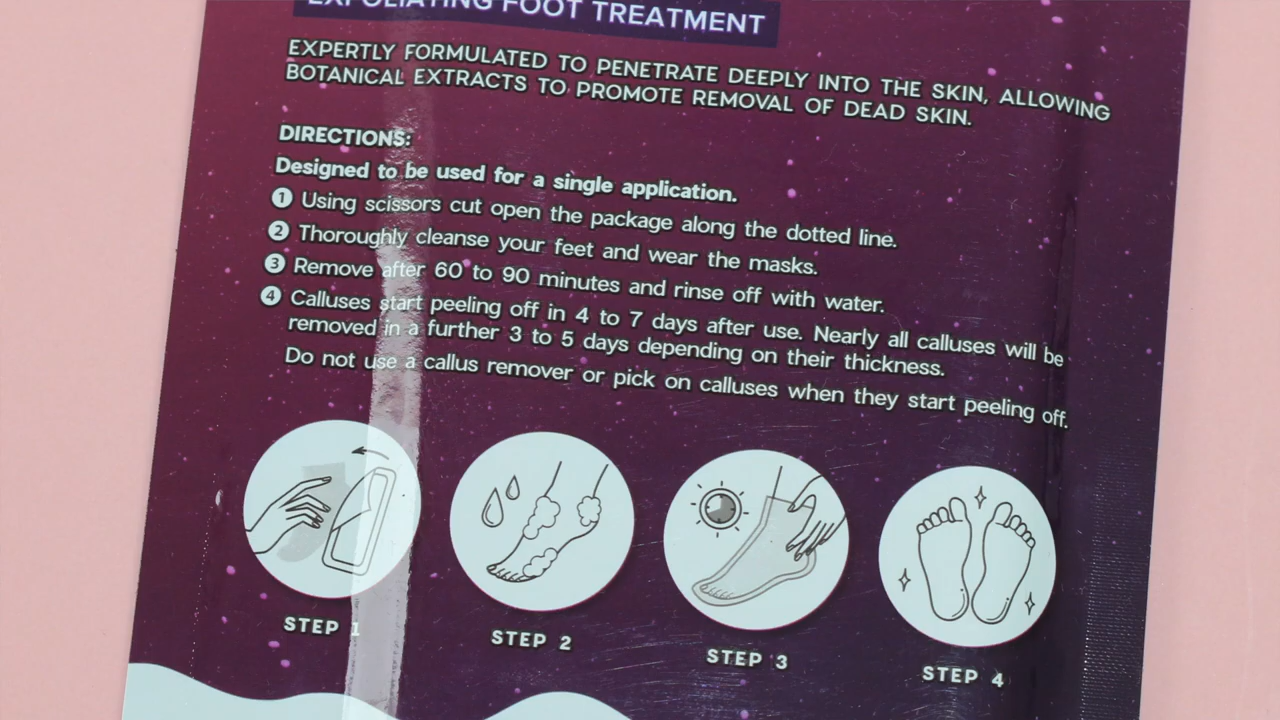 EXFOLIATING FOOT TREATMENT
EXPERTLY FORMULATED TO PENETRATE DEEPLY INTO THE SKIN, ALLOWING
BOTANICAL EXTRACTS TO PROMOTE REMOVAL OF DEAD SKIN.
DIRECTIONS:
Designed to be used for a single application.
1 Using scissors cut open the package along the dotted line.
2 Thoroughly cleanse your feet and wear the masks.
3 Remove after 60 to 90 minutes and rinse off with water.
4 Calluses start peeling off in 4 to 7 days after use. Nearly all calluses will be
removed in a further 3 to 5 days depending on their thickness.
Do not use a callus remover or pick on calluses when they start peeling off.
STEP 1
STEP 2
STEP 3
STEP 4